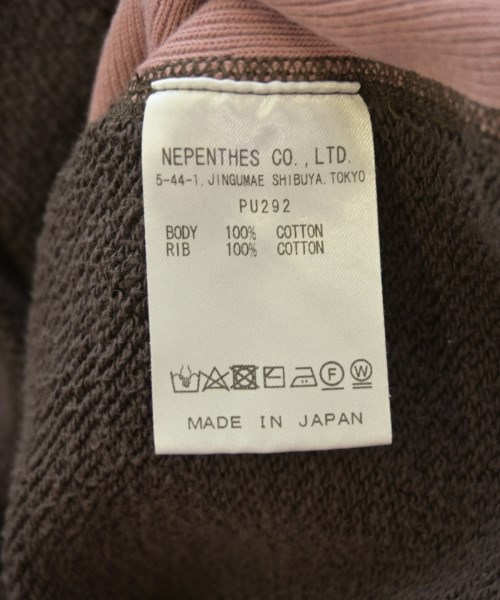 NEPENTHES CO.,LTD.
5-44-1, JINGUMAE SHIBUYA, TOKYO
PU292
BODY 100% COTTON
RIB 100% COTTON
F W
MADE IN JAPAN